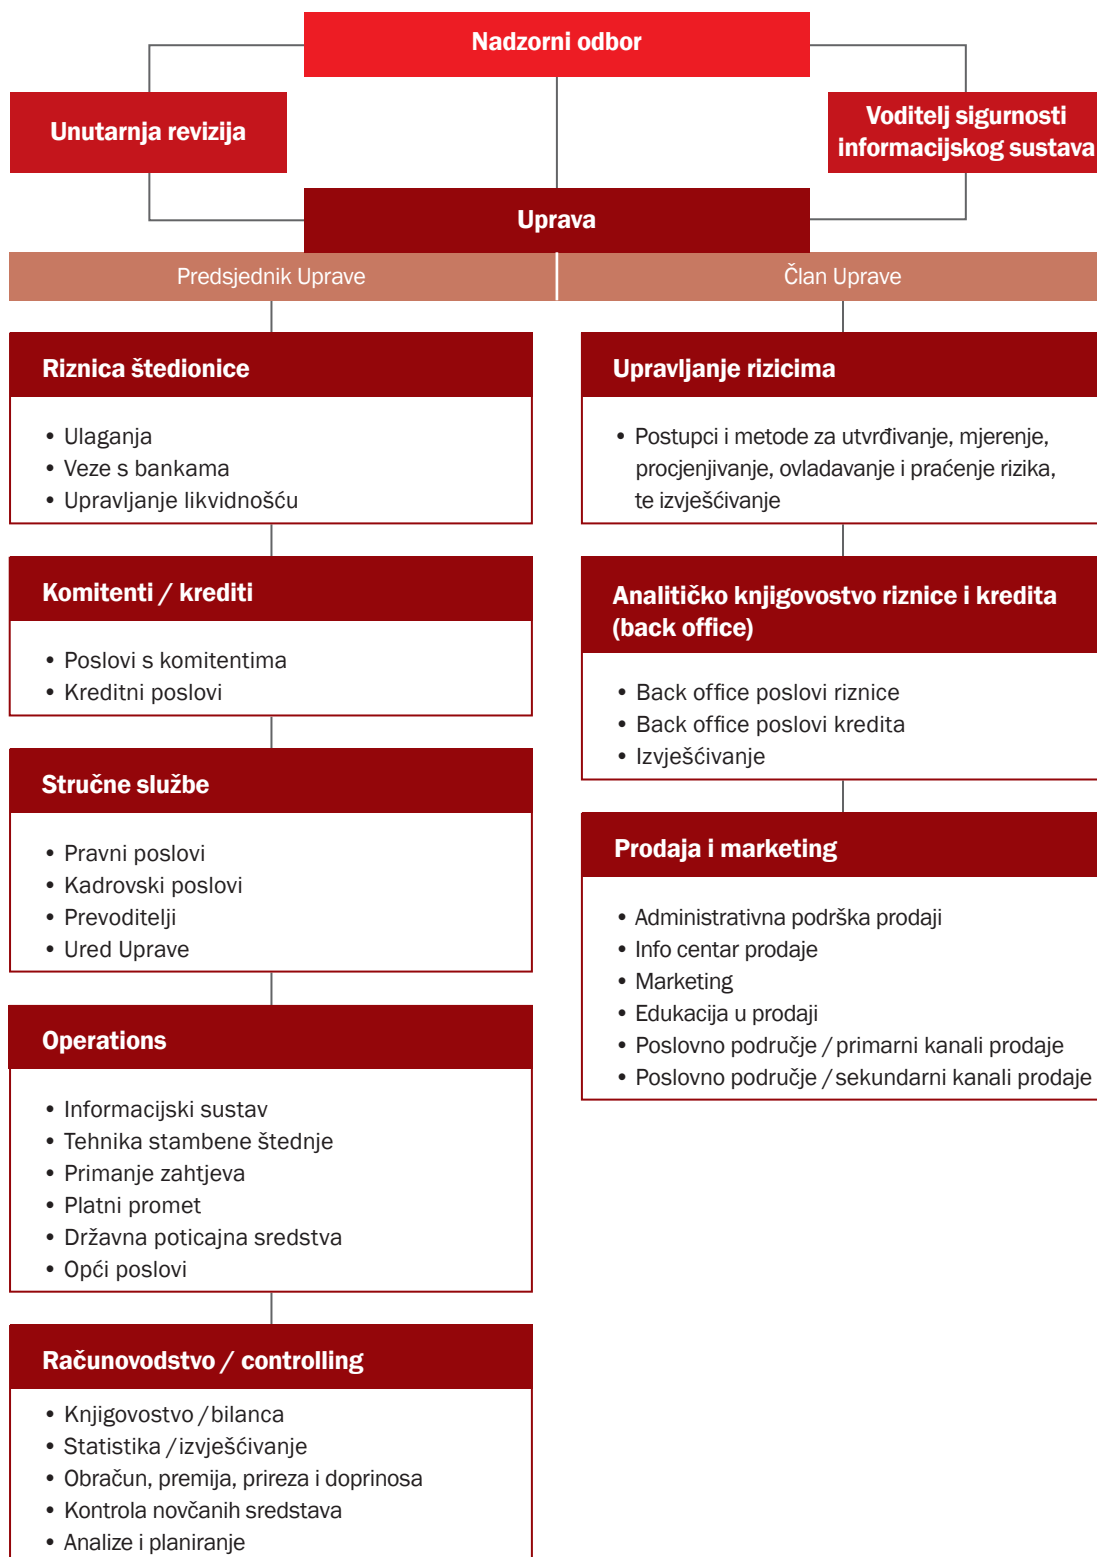 Nadzorni odbor
Unutarnja revizija
Voditelj sigurnosti
informacijskog sustava
Uprava
Predsjednik Uprave
Član Uprave
Riznica štedionice
• Ulaganja
• Veze s bankama
• Upravljanje likvidnošću
Komitenti / krediti
• Poslovi s komitentima
• Kreditni poslovi
Stručne službe
• Pravni poslovi
• Kadrovski poslovi
• Prevoditelji
• Ured Uprave
Operations
• Informacijski sustav
• Tehnika stambene štednje
• Primanje zahtjeva
• Platni promet
• Državna poticajna sredstva
• Opći poslovi
Računovodstvo / controlling
• Knjigovostvo / bilanca
• Statistika / izvješćivanje
• Obračun, premija, prireza i doprinosa
• Kontrola novčanih sredstava
• Analize i planiranje
Upravljanje rizicima
• Postupci i metode za utvrđivanje, mjerenje,
procjenjivanje, ovladavanje i praćenje rizika,
te izvješćivanje
Analitičko knjigovostvo riznice i kredita
(back office)
• Back office poslovi riznice
• Back office poslovi kredita
• Izvješćivanje
Prodaja i marketing
• Administrativna podrška prodaji
• Info centar prodaje
• Marketing
• Edukacija u prodaji
• Poslovno područje / primarni kanali prodaje
• Poslovno područje / sekundarni kanali prodaje